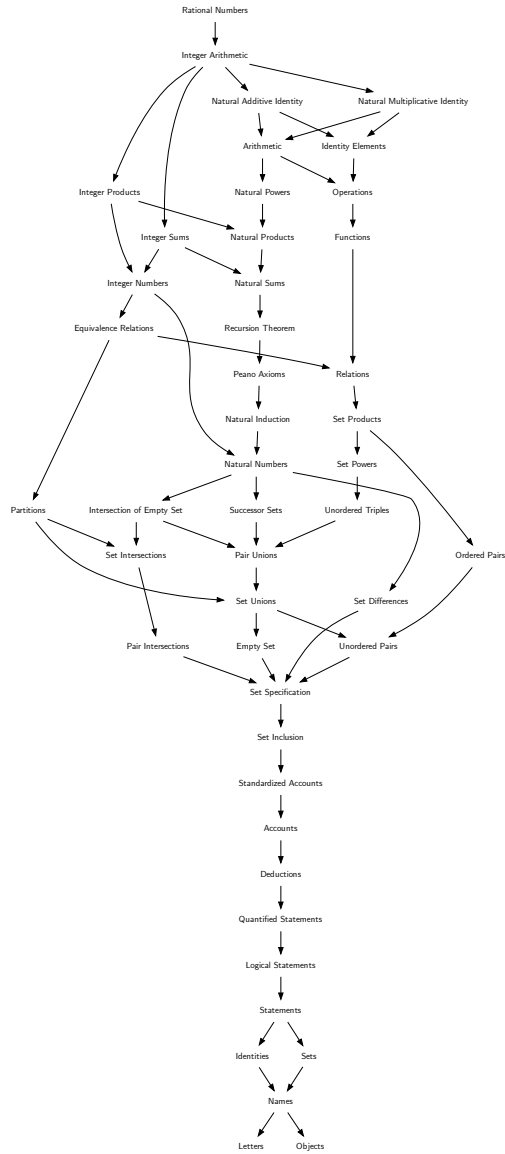 Rational Numbers
Integer Arithmetic
Natural Additive Identity
Natural Multiplicative Identity
Arithmetic
Identity Elements
Integer Products
Natural Powers
Operations
Integer Sums
Natural Products
Functions
Integer Numbers
Natural Sums
Equivalence Relations
Recursion Theorem
Peano Axioms
Relations
Natural Induction
Set Products
Natural Numbers
Set Powers
Partitions
Intersection of Empty Set
Successor Sets
Unordered Triples
Set Intersections
Pair Unions
Ordered Pairs
Set Unions
Set Differences
Pair Intersections
Empty Set
Unordered Pairs
Set Specification
Set Inclusion
Standardized Accounts
Accounts
Deductions
Quantified Statements
Logical Statements
Statements
Identities
Sets
Names
Letters
Objects